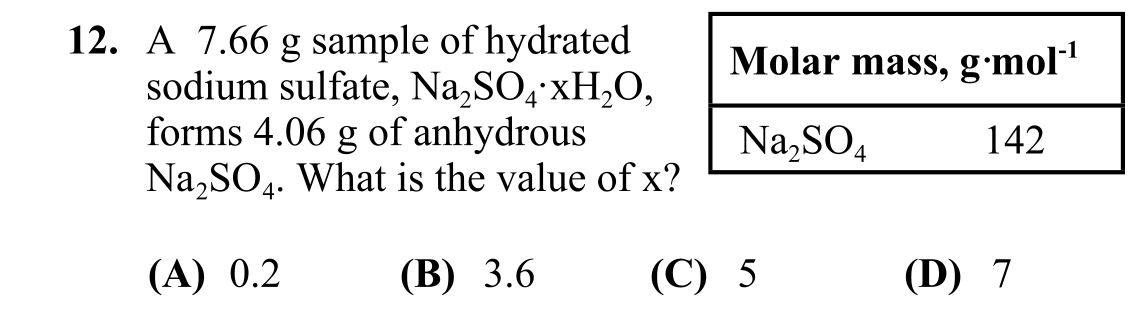 12. A 7.66 g sample of hydrated
sodium sulfate, Na₂SO₄·xH₂O,
forms 4.06 g of anhydrous
Na₂SO₄. What is the value of x?
Molar mass, g·mol⁻¹
Na₂SO₄ 142
(A) 0.2 (B) 3.6 (C) 5 (D) 7